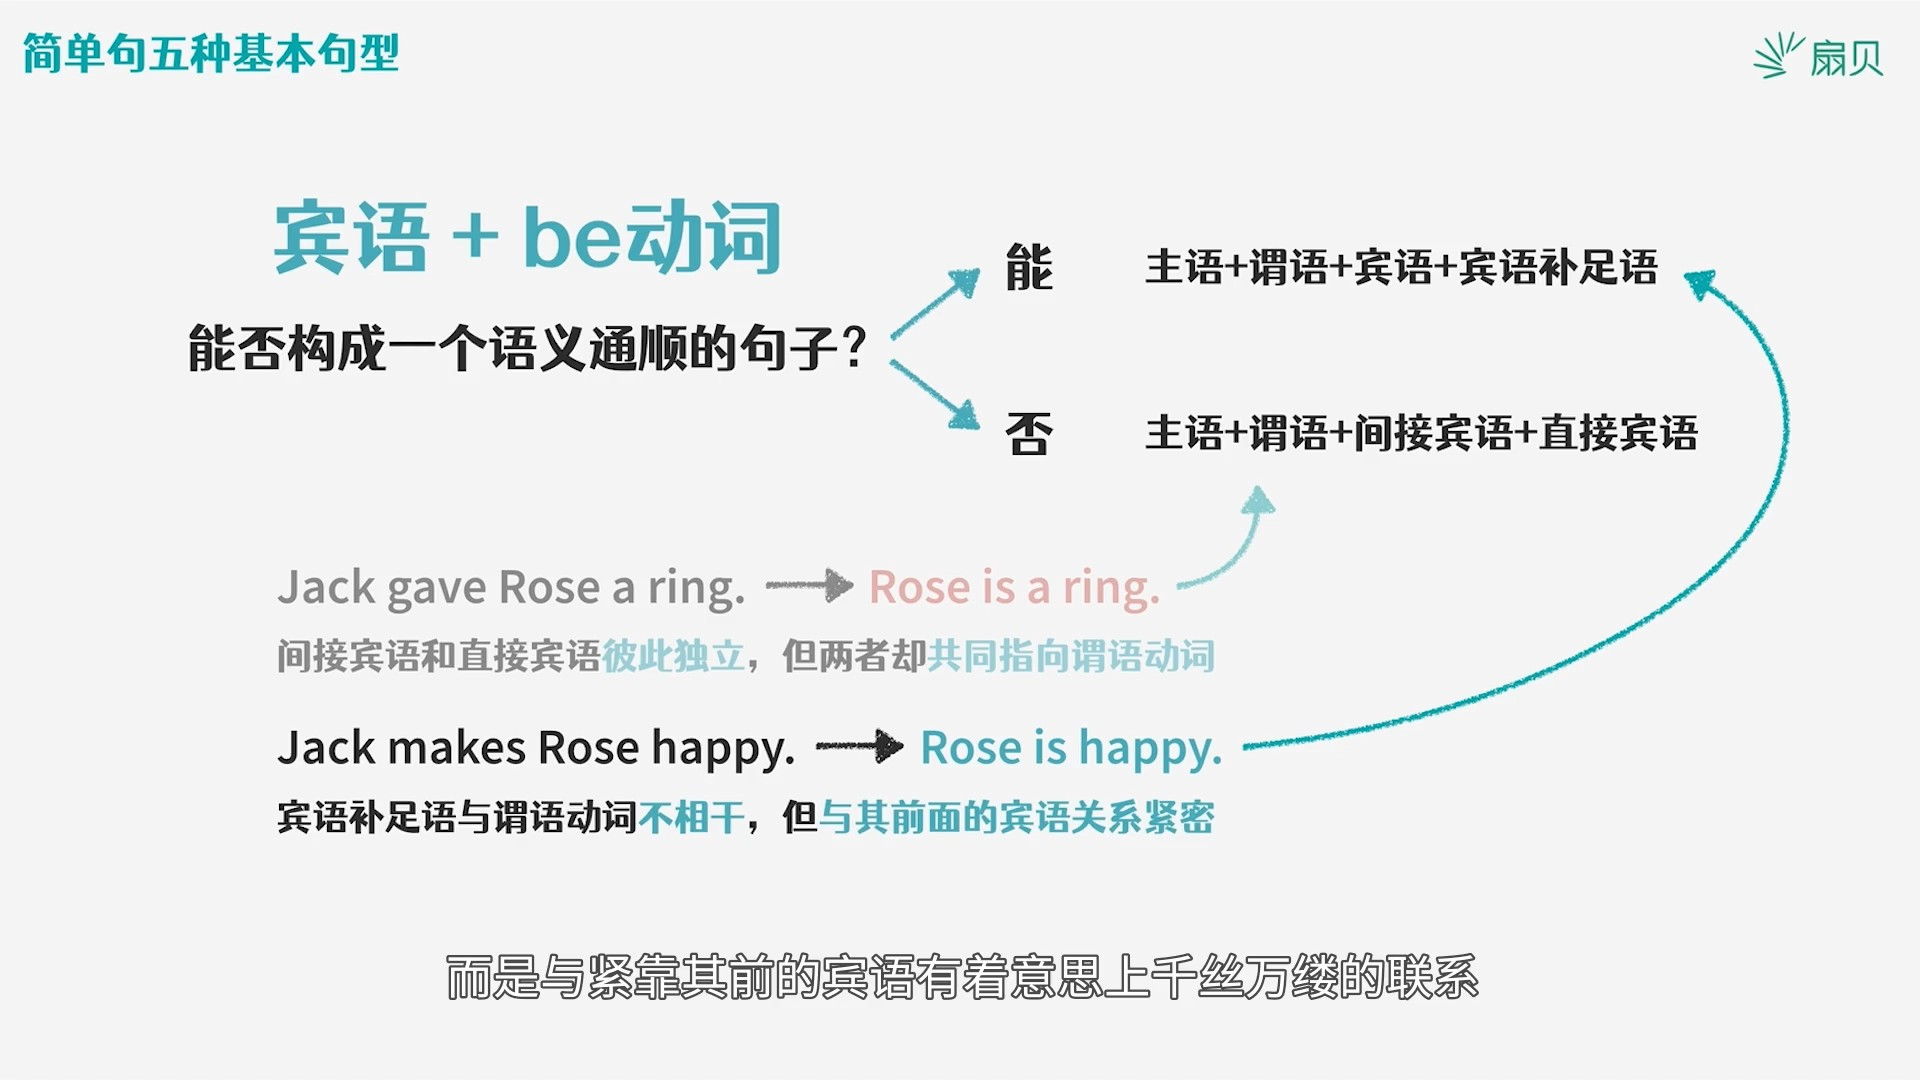 简单句五种基本句型
扇贝
宾语 + be动词
能否构成一个语义通顺的句子？
能 主语+谓语+宾语+宾语补足语
否 主语+谓语+间接宾语+直接宾语
Jack gave Rose a ring. Rose is a ring.
间接宾语和直接宾语彼此独立，但两者却共同指向谓语动词
Jack makes Rose happy. Rose is happy.
宾语补足语与谓语动词不相干，但与其前面的宾语关系紧密
而是与紧靠其前的宾语有着意思上千丝万缕的联系